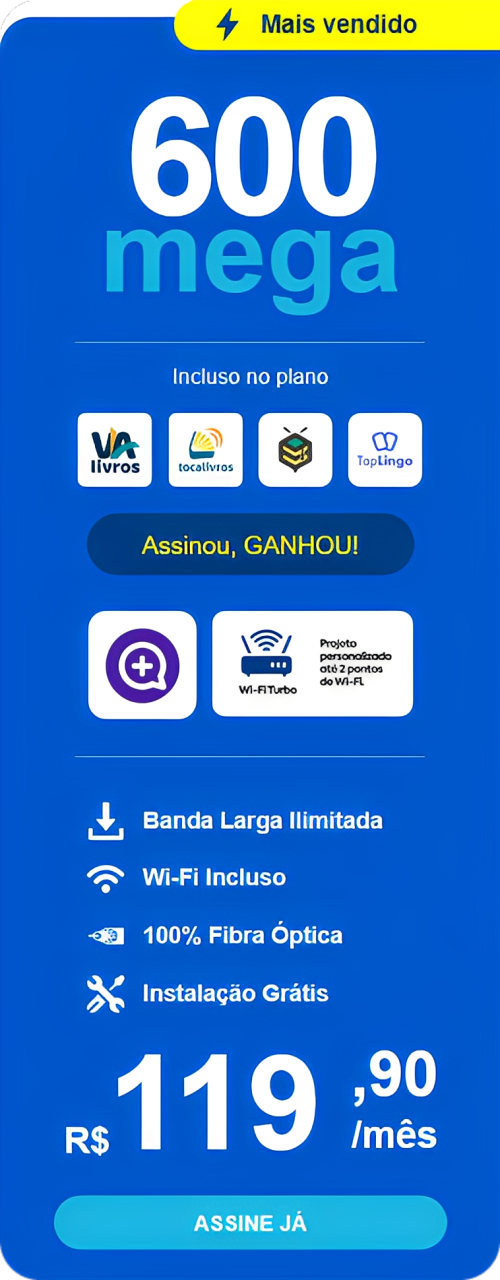 Mais vendido
600
mega
Incluso no plano
VA
livros
tocalivros
TopLingo
Assinou, GANHOU!
Wi-Fi Turbo
Projeto
personalizado
até 2 pontos
de Wi-Fi.
Banda Larga Ilimitada
Wi-Fi Incluso
100% Fibra Óptica
Instalação Grátis
R$ 119,90
/mês
ASSINE JÁ